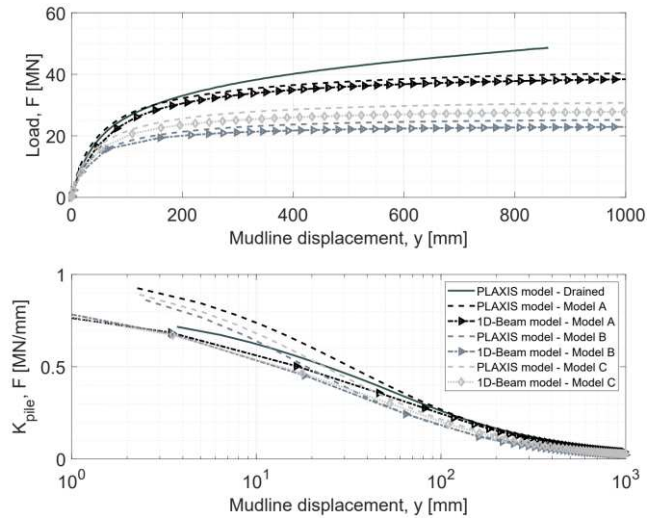 60
40
20
0
Load, F [MN]
0 200 400 600 800 1000
Mudline displacement, y [mm]
1
0.5
0
K_pile, F [MN/mm]
PLAXIS model - Drained
PLAXIS model - Model A
1D-Beam model - Model A
PLAXIS model - Model B
1D-Beam model - Model B
PLAXIS model - Model C
1D-Beam model - Model C
10^0 10^1 10^2 10^3
Mudline displacement, y [mm]